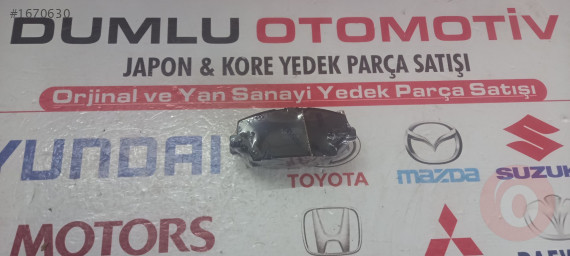 #1670630
DUMLU OTOMOTİV
JAPON & KORE YEDEK PARÇA SATIŞI
Orjinal ve Yan Sanayi Yedek Parça Satışı
YUNDAI
TOYOTA
mazda
SUZUK
MOTORS